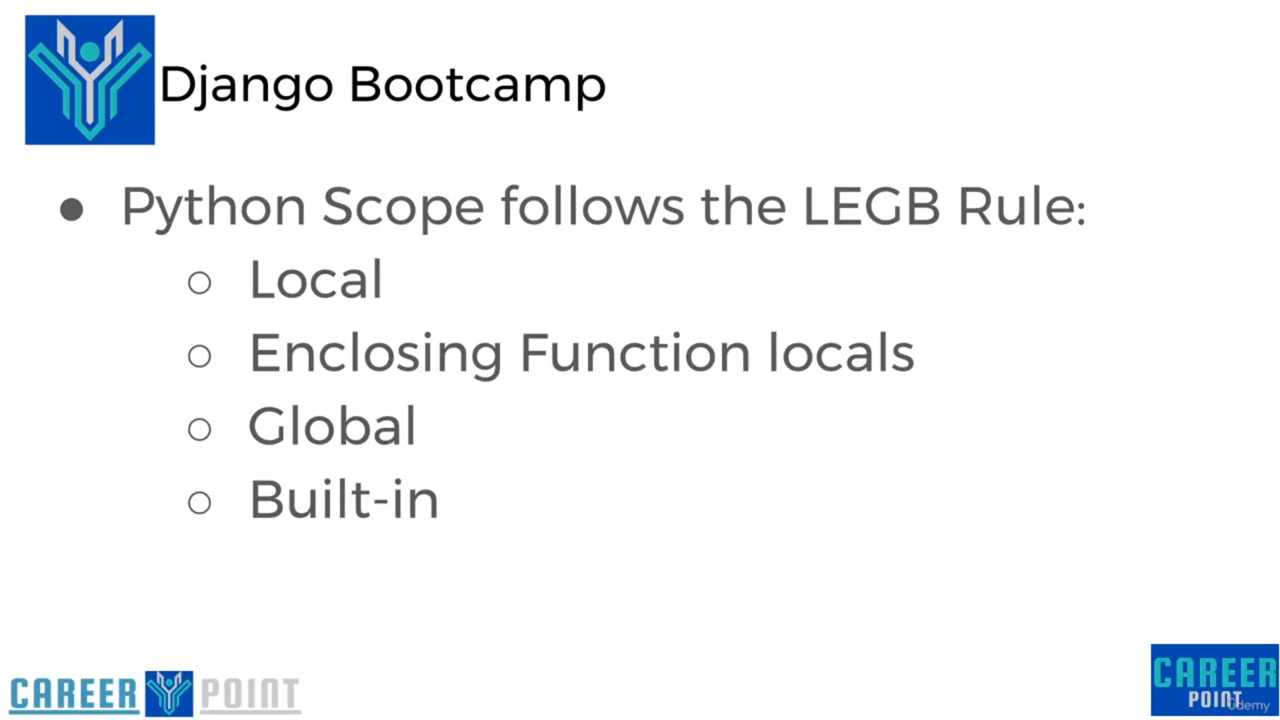 Django Bootcamp
● Python Scope follows the LEGB Rule:
○ Local
○ Enclosing Function locals
○ Global
○ Built-in
CAREER POINT
CAREER
POINT
ûdemy